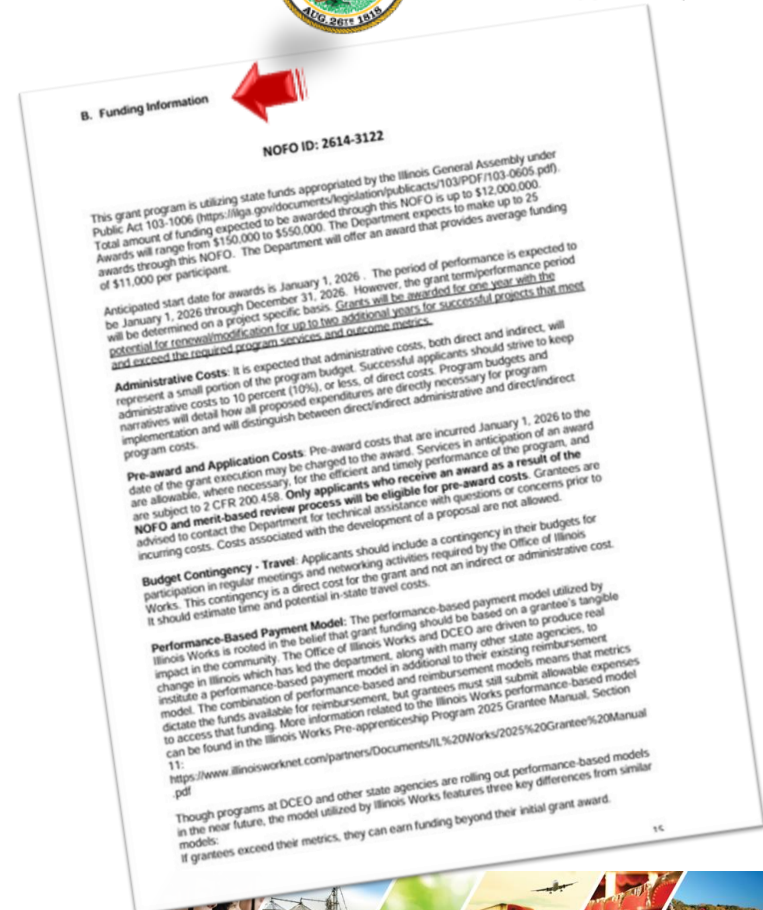 AUG. 26TH 1818
B. Funding Information
NOFO ID: 2614-3122
This grant program is utilizing state funds appropriated by the Illinois General Assembly under
Public Act 103-1006 (https://ilga.gov/documents/legislation/publicacts/103/PDF/103-0605.pdf).
Total amount of funding expected to be awarded through this NOFO is up to $12,000,000.
Awards will range from $150,000 to $550,000. The Department expects to make up to 25
awards through this NOFO. The Department will offer an award that provides average funding
of $11,000 per participant.
Anticipated start date for awards is January 1, 2026 . The period of performance is expected to
be January 1, 2026 through December 31, 2026. However, the grant term/performance period
will be determined on a project specific basis. Grants will be awarded for one year with the
potential for renewal/modification for up to two additional years for successful projects that meet
and exceed the required program services and outcome metrics.
Administrative Costs: It is expected that administrative costs, both direct and indirect, will
represent a small portion of the program budget. Successful applicants should strive to keep
administrative costs to 10 percent (10%), or less, of direct costs. Program budgets and
narratives will detail how all proposed expenditures are directly necessary for program
implementation and will distinguish between direct/indirect administrative and direct/indirect
program costs.
Pre-award and Application Costs: Pre-award costs that are incurred January 1, 2026 to the
date of the grant execution may be charged to the award. Services in anticipation of an award
are allowable, where necessary, for the efficient and timely performance of the program, and
are subject to 2 CFR 200.458. Only applicants who receive an award as a result of the
NOFO and merit-based review process will be eligible for pre-award costs. Grantees are
advised to contact the Department for technical assistance with questions or concerns prior to
incurring costs. Costs associated with the development of a proposal are not allowed.
Budget Contingency - Travel: Applicants should include a contingency in their budgets for
participation in regular meetings and networking activities required by the Office of Illinois
Works. This contingency is a direct cost for the grant and not an indirect or administrative cost.
It should estimate time and potential in-state travel costs.
Performance-Based Payment Model: The performance-based payment model utilized by
Illinois Works is rooted in the belief that grant funding should be based on a grantee's tangible
impact in the community. The Office of Illinois Works and DCEO are driven to produce real
change in Illinois which has led the department, along with many other state agencies, to
institute a performance-based payment model in additional to their existing reimbursement
model. The combination of performance-based and reimbursement models means that metrics
dictate the funds available for reimbursement, but grantees must still submit allowable expenses
to access that funding. More information related to the Illinois Works performance-based model
can be found in the Illinois Works Pre-apprenticeship Program 2025 Grantee Manual. Section
11:
https://www.illinoisworknet.com/partners/Documents/IL%20Works/2025%20Grantee%20Manual
.pdf
Though programs at DCEO and other state agencies are rolling out performance-based models
in the near future, the model utilized by Illinois Works features three key differences from similar
models:
If grantees exceed their metrics, they can earn funding beyond their initial grant award.